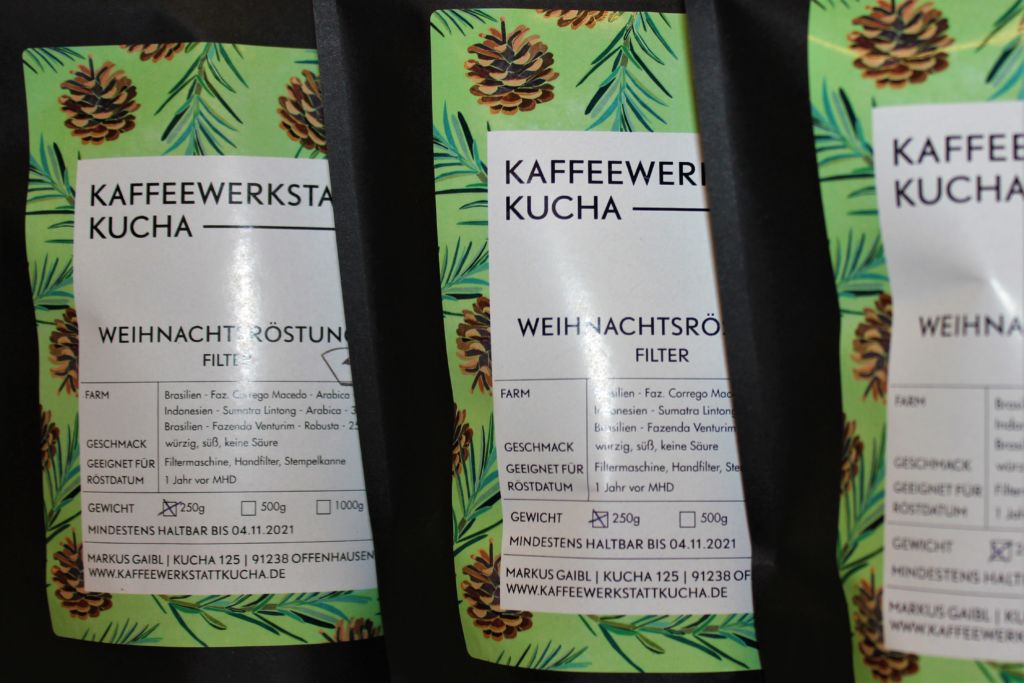 KAFFEEWERKSTA
KUCHA
WEIHNACHTSRÖSTUNG
FILTER
FARM
Brasilien - Faz. Corrego Macedo - Arabica
Indonesien - Sumatra Lintong - Arabica - 3
Brasilien - Fazenda Venturim - Robusta - 25
GESCHMACK würzig, süß, keine Säure
GEEIGNET FÜR Filtermaschine, Handfilter, Stempelkanne
RÖSTDATUM 1 Jahr vor MHD
GEWICHT 250g 500g 1000g
MINDESTENS HALTBAR BIS 04.11.2021
MARKUS GAIBL | KUCHA 125 | 91238 OFFENHAUSEN
WWW.KAFFEEWERKSTATTKUCHA.DE
KAFFEEWER
KUCHA
WEIHNACHTSRÖ
FILTER
FARM
Brasilien - Faz. Corrego Mac
Indonesien - Sumatra Lintong
Brasilien - Fazenda Venturim
GESCHMACK würzig, süß, keine Säure
GEEIGNET FÜR Filtermaschine, Handfilter, Ste
RÖSTDATUM 1 Jahr vor MHD
GEWICHT 250g 500g
MINDESTENS HALTBAR BIS 04.11.2021
MARKUS GAIBL | KUCHA 125 | 91238 OF
WWW.KAFFEEWERKSTATTKUCHA.DE
KAFFEE
KUCHA
WEIHNA
FARM
GESCHMACK
GEEIGNET FÜR
RÖSTDATUM
GEWICHT
MINDESTENS HALT
MARKUS GAIBL | KU
WWW.KAFFEEWERK